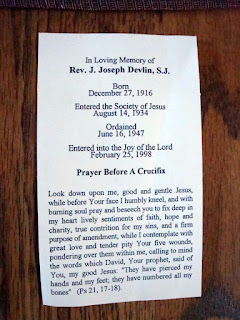 In Loving Memory of
Rev. J. Joseph Devlin, S.J.
Born
December 27, 1916
Entered the Society of Jesus
August 14, 1934
Ordained
June 16, 1947
Entered into the Joy of the Lord
February 25, 1998
Prayer Before A Crucifix
Look down upon me, good and gentle Jesus,
while before Your face I humbly kneel, and with
burning soul pray and beseech you to fix deep in
my heart lively sentiments of faith, hope and
charity, true contrition for my sins, and a firm
purpose of amendment, while I contemplate with
great love and tender pity Your five wounds,
pondering over them within me, calling to mind
the words which David, Your prophet, said of
You, my good Jesus: "They have pierced my
hands and my feet; they have numbered all my
bones" (Ps 21, 17-18).